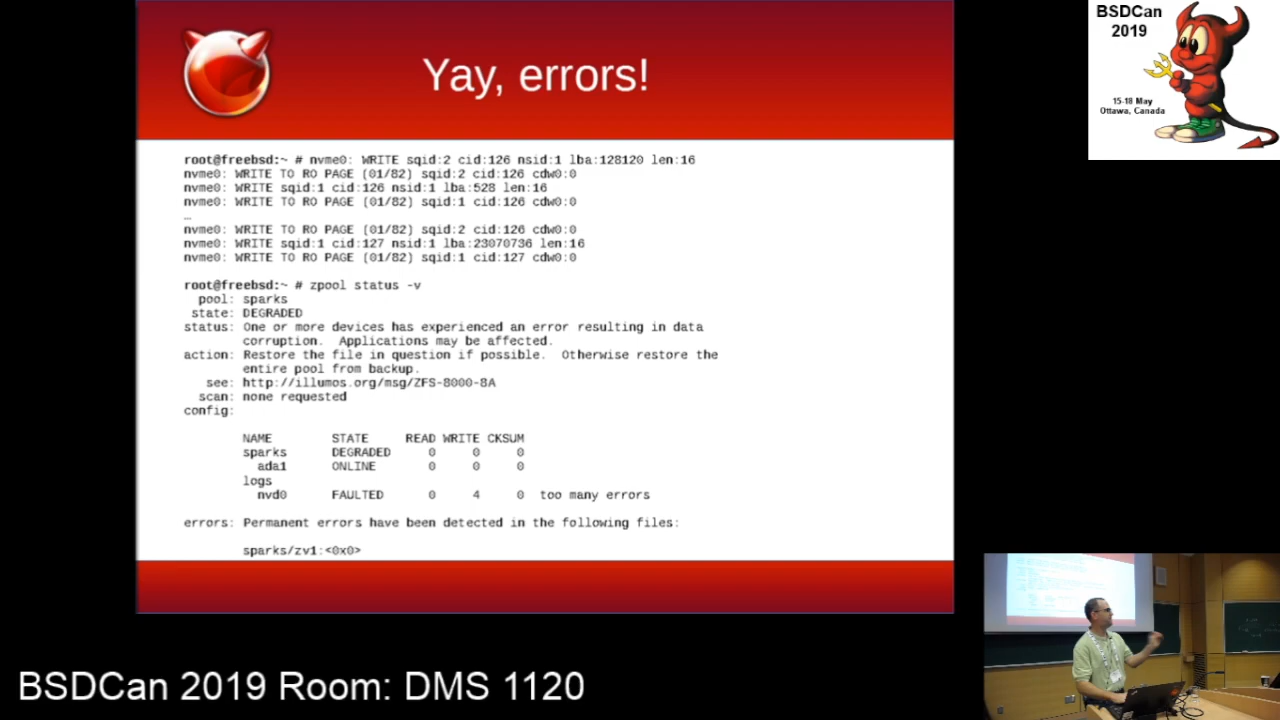 Yay, errors!
root@freebsd:~ # nvme0: WRITE sqid:2 cid:126 nsid:1 lba:128120 len:16
nvme0: WRITE TO RO PAGE (01/82) sqid:2 cid:126 cdw0:0
nvme0: WRITE sqid:1 cid:126 nsid:1 lba:528 len:16
nvme0: WRITE TO RO PAGE (01/82) sqid:1 cid:126 cdw0:0
…
nvme0: WRITE TO RO PAGE (01/82) sqid:2 cid:126 cdw0:0
nvme0: WRITE sqid:1 cid:127 nsid:1 lba:23070736 len:16
nvme0: WRITE TO RO PAGE (01/82) sqid:1 cid:127 cdw0:0
root@freebsd:~ # zpool status -v
pool: sparks
state: DEGRADED
status: One or more devices has experienced an error resulting in data
corruption. Applications may be affected.
action: Restore the file in question if possible. Otherwise restore the
entire pool from backup.
see: http://illumos.org/msg/ZFS-8000-8A
scan: none requested
config:
NAME STATE READ WRITE CKSUM
sparks DEGRADED 0 0 0
ada1 ONLINE 0 0 0
logs
nvd0 FAULTED 0 4 0 too many errors
errors: Permanent errors have been detected in the following files:
sparks/zv1:<0x0>
BSDCan
2019
15-18 May
Ottawa, Canada
BSDCan 2019 Room: DMS 1120